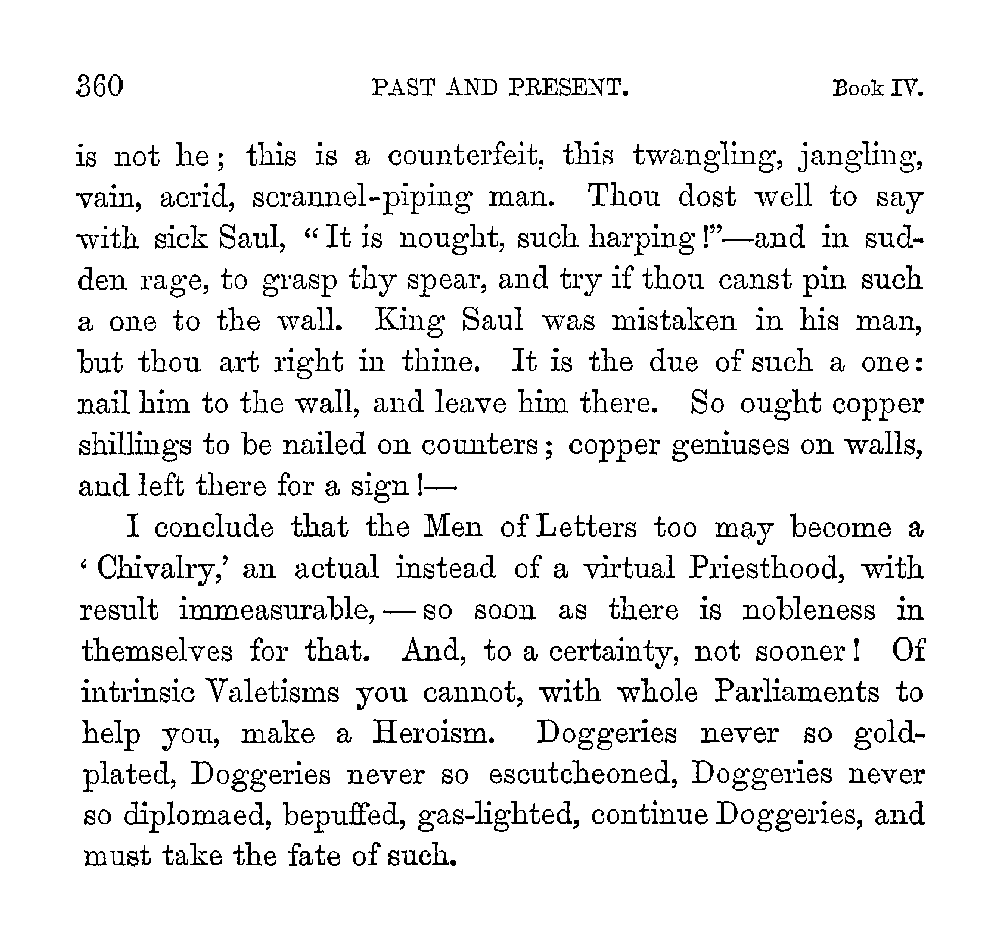 360 PAST AND PRESENT. Book IV.
is not he; this is a counterfeit, this twangling, jangling,
vain, acrid, scrannel-piping man. Thou dost well to say
with sick Saul, “It is nought, such harping!”—and in sud-
den rage, to grasp thy spear, and try if thou canst pin such
a one to the wall. King Saul was mistaken in his man,
but thou art right in thine. It is the due of such a one:
nail him to the wall, and leave him there. So ought copper
shillings to be nailed on counters; copper geniuses on walls,
and left there for a sign!—
I conclude that the Men of Letters too may become a
‘Chivalry,’ an actual instead of a virtual Priesthood, with
result immeasurable,—so soon as there is nobleness in
themselves for that. And, to a certainty, not sooner! Of
intrinsic Valetisms you cannot, with whole Parliaments to
help you, make a Heroism. Doggeries never so gold-
plated, Doggeries never so escutcheoned, Doggeries never
so diplomaed, bepuffed, gas-lighted, continue Doggeries, and
must take the fate of such.